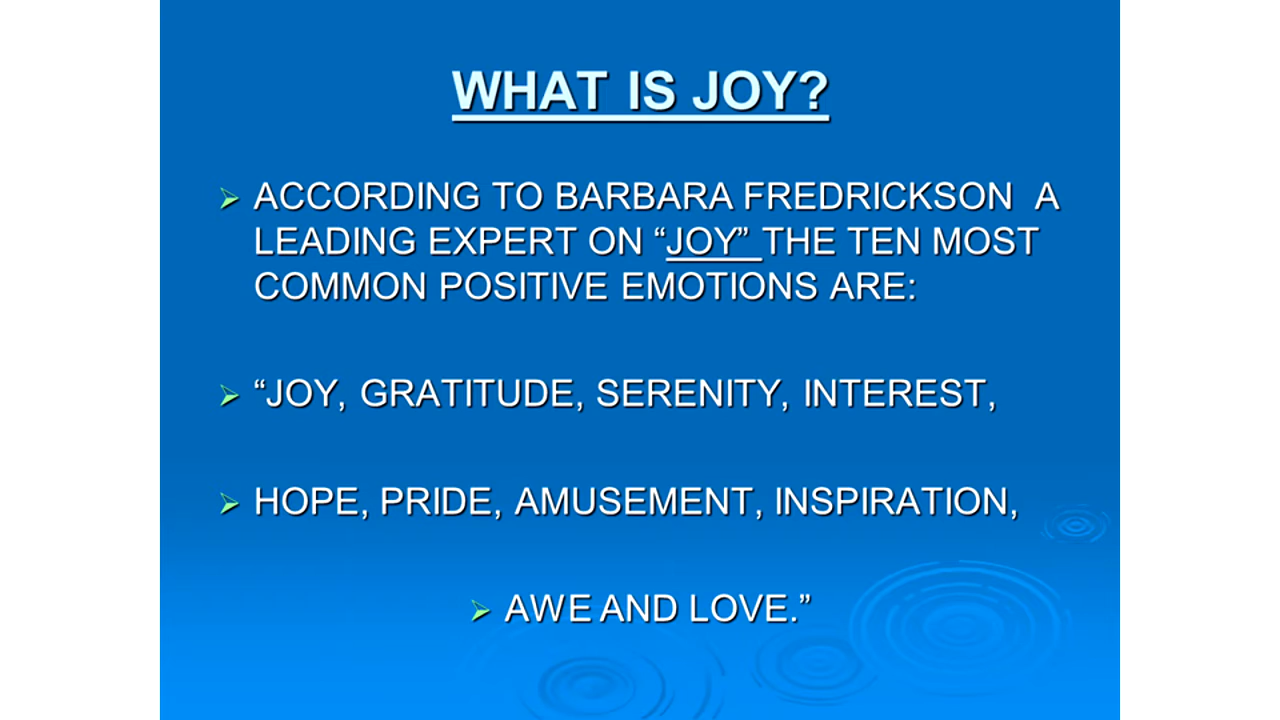 WHAT IS JOY?
➢ ACCORDING TO BARBARA FREDRICKSON  A
LEADING EXPERT ON “JOY” THE TEN MOST
COMMON POSITIVE EMOTIONS ARE:
➢ “JOY, GRATITUDE, SERENITY, INTEREST,
➢ HOPE, PRIDE, AMUSEMENT, INSPIRATION,
➢ AWE AND LOVE.”